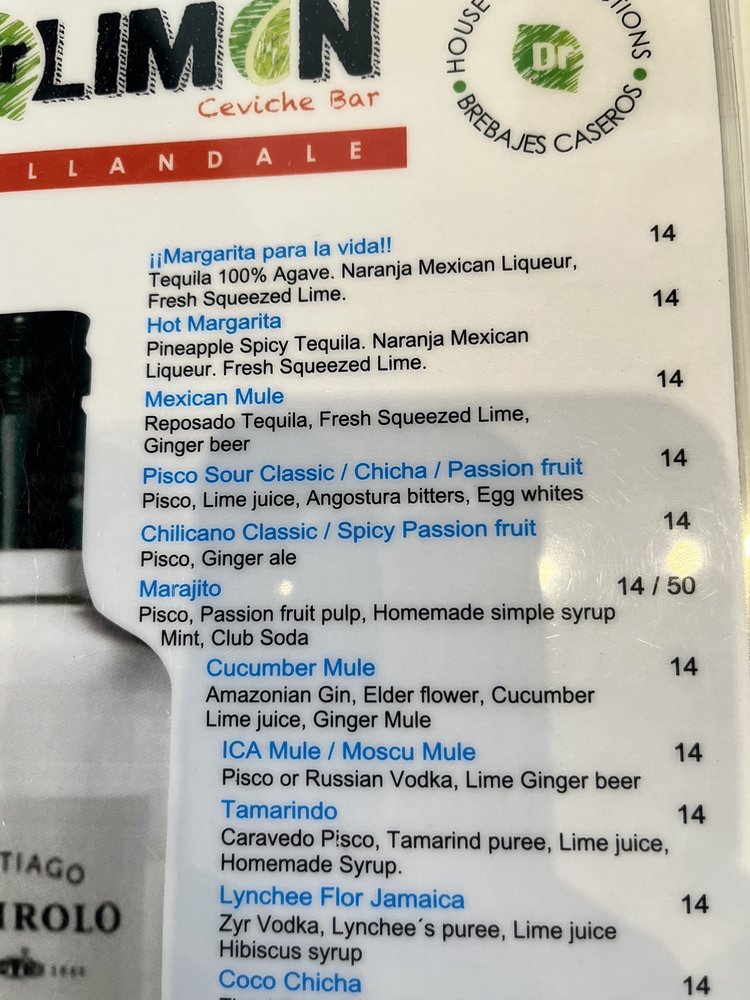 LIMÓN
Ceviche Bar
LLANDALE
HOUSE
Dr
BREBAJES CASEROS
¡¡Margarita para la vida!! 14
Tequila 100% Agave. Naranja Mexican Liqueur,
Fresh Squeezed Lime.
Hot Margarita 14
Pineapple Spicy Tequila. Naranja Mexican
Liqueur. Fresh Squeezed Lime.
Mexican Mule 14
Reposado Tequila, Fresh Squeezed Lime,
Ginger beer
Pisco Sour Classic / Chicha / Passion fruit 14
Pisco, Lime juice, Angostura bitters, Egg whites
Chilicano Classic / Spicy Passion fruit 14
Pisco, Ginger ale
Marajito 14 / 50
Pisco, Passion fruit pulp, Homemade simple syrup
Mint, Club Soda
Cucumber Mule 14
Amazonian Gin, Elder flower, Cucumber
Lime juice, Ginger Mule
ICA Mule / Moscu Mule 14
Pisco or Russian Vodka, Lime Ginger beer
Tamarindo 14
Caravedo Pisco, Tamarind puree, Lime juice,
Homemade Syrup.
Lynchee Flor Jamaica 14
Zyr Vodka, Lynchee´s puree, Lime juice
Hibiscus syrup
Coco Chicha 14
TIAGO
IROLO